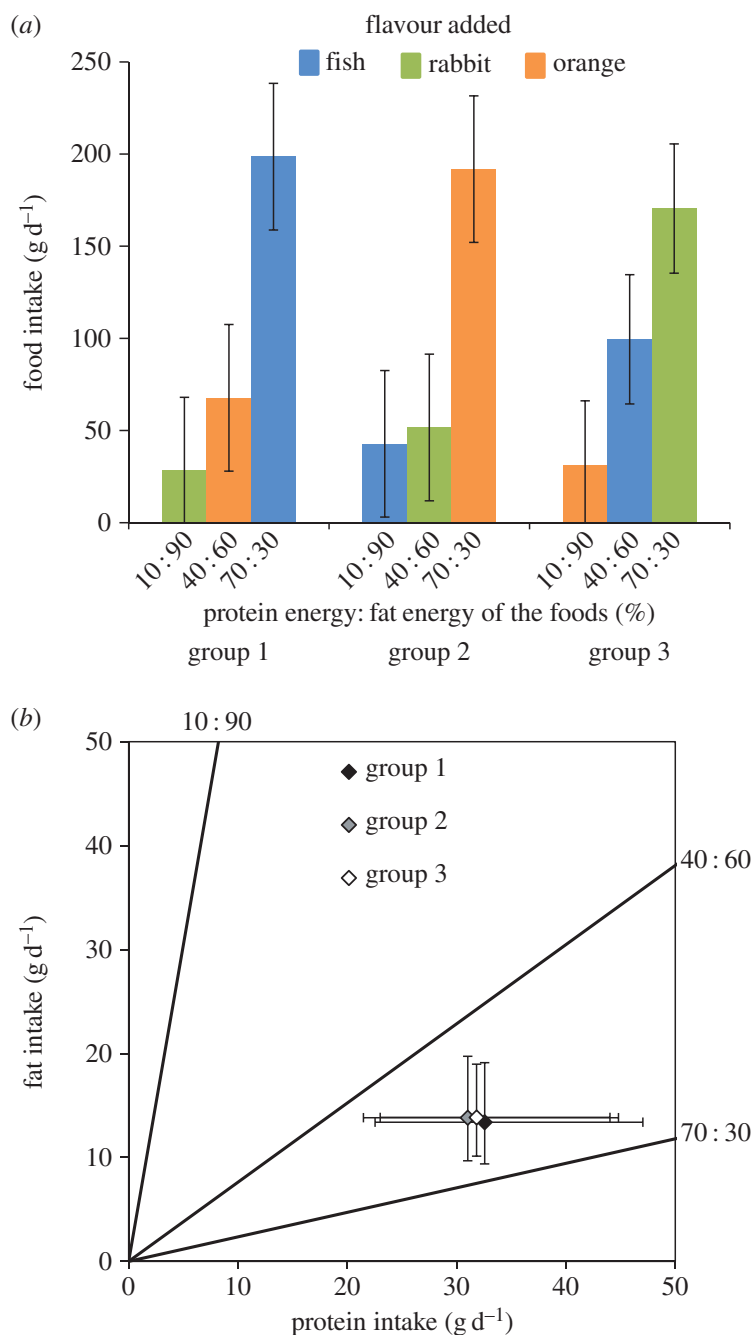 (a)
flavour added
fish rabbit orange
250
200
150
100
50
0
food intake (g d⁻¹)
10:90 40:60 70:30 10:90 40:60 70:30 10:90 40:60 70:30
protein energy: fat energy of the foods (%)
group 1 group 2 group 3
(b)
10:90
50
40
30
20
10
0
fat intake (g d⁻¹)
group 1
group 2
group 3
40:60
70:30
0 10 20 30 40 50
protein intake (g d⁻¹)